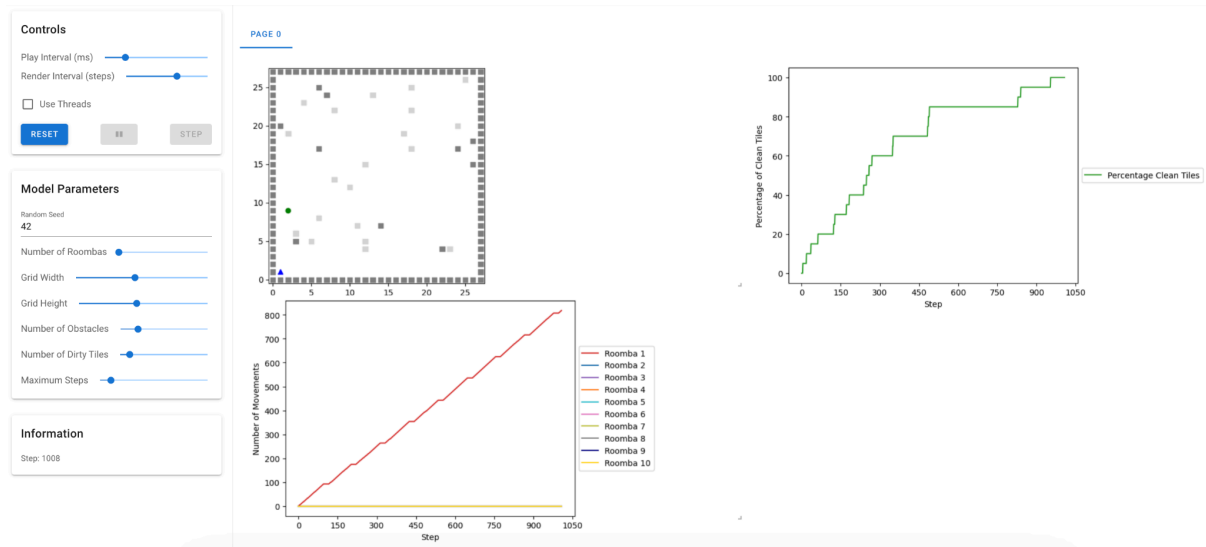 Controls
Play Interval (ms)
Render Interval (steps)
Use Threads
RESET
STEP
Model Parameters
Random Seed
42
Number of Roombas
Grid Width
Grid Height
Number of Obstacles
Number of Dirty Tiles
Maximum Steps
Information
Step: 1008
PAGE 0
25
20
15
10
5
0
0 5 10 15 20 25
800
700
600
500
400
300
200
100
0
Number of Movements
0 150 300 450 600 750 900 1050
Step
Roomba 1
Roomba 2
Roomba 3
Roomba 4
Roomba 5
Roomba 6
Roomba 7
Roomba 8
Roomba 9
Roomba 10
100
80
60
40
20
0
Percentage of Clean Tiles
0 150 300 450 600 750 900 1050
Step
Percentage Clean Tiles